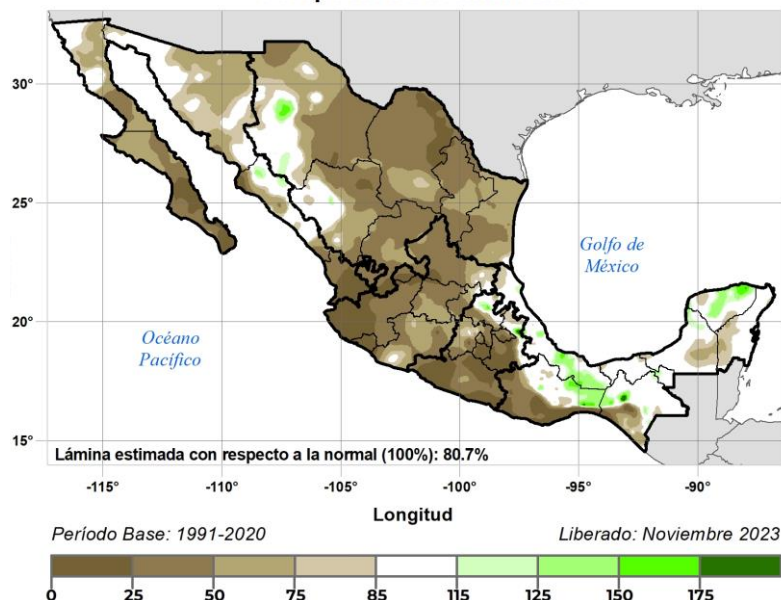 30°
25°
20°
15°
Golfo de
México
Océano
Pacífico
Lámina estimada con respecto a la normal (100%): 80.7%
-115° -110° -105° -100° -95° -90°
Longitud
Período Base: 1991-2020 Liberado: Noviembre 2023
0 25 50 75 85 115 125 150 175